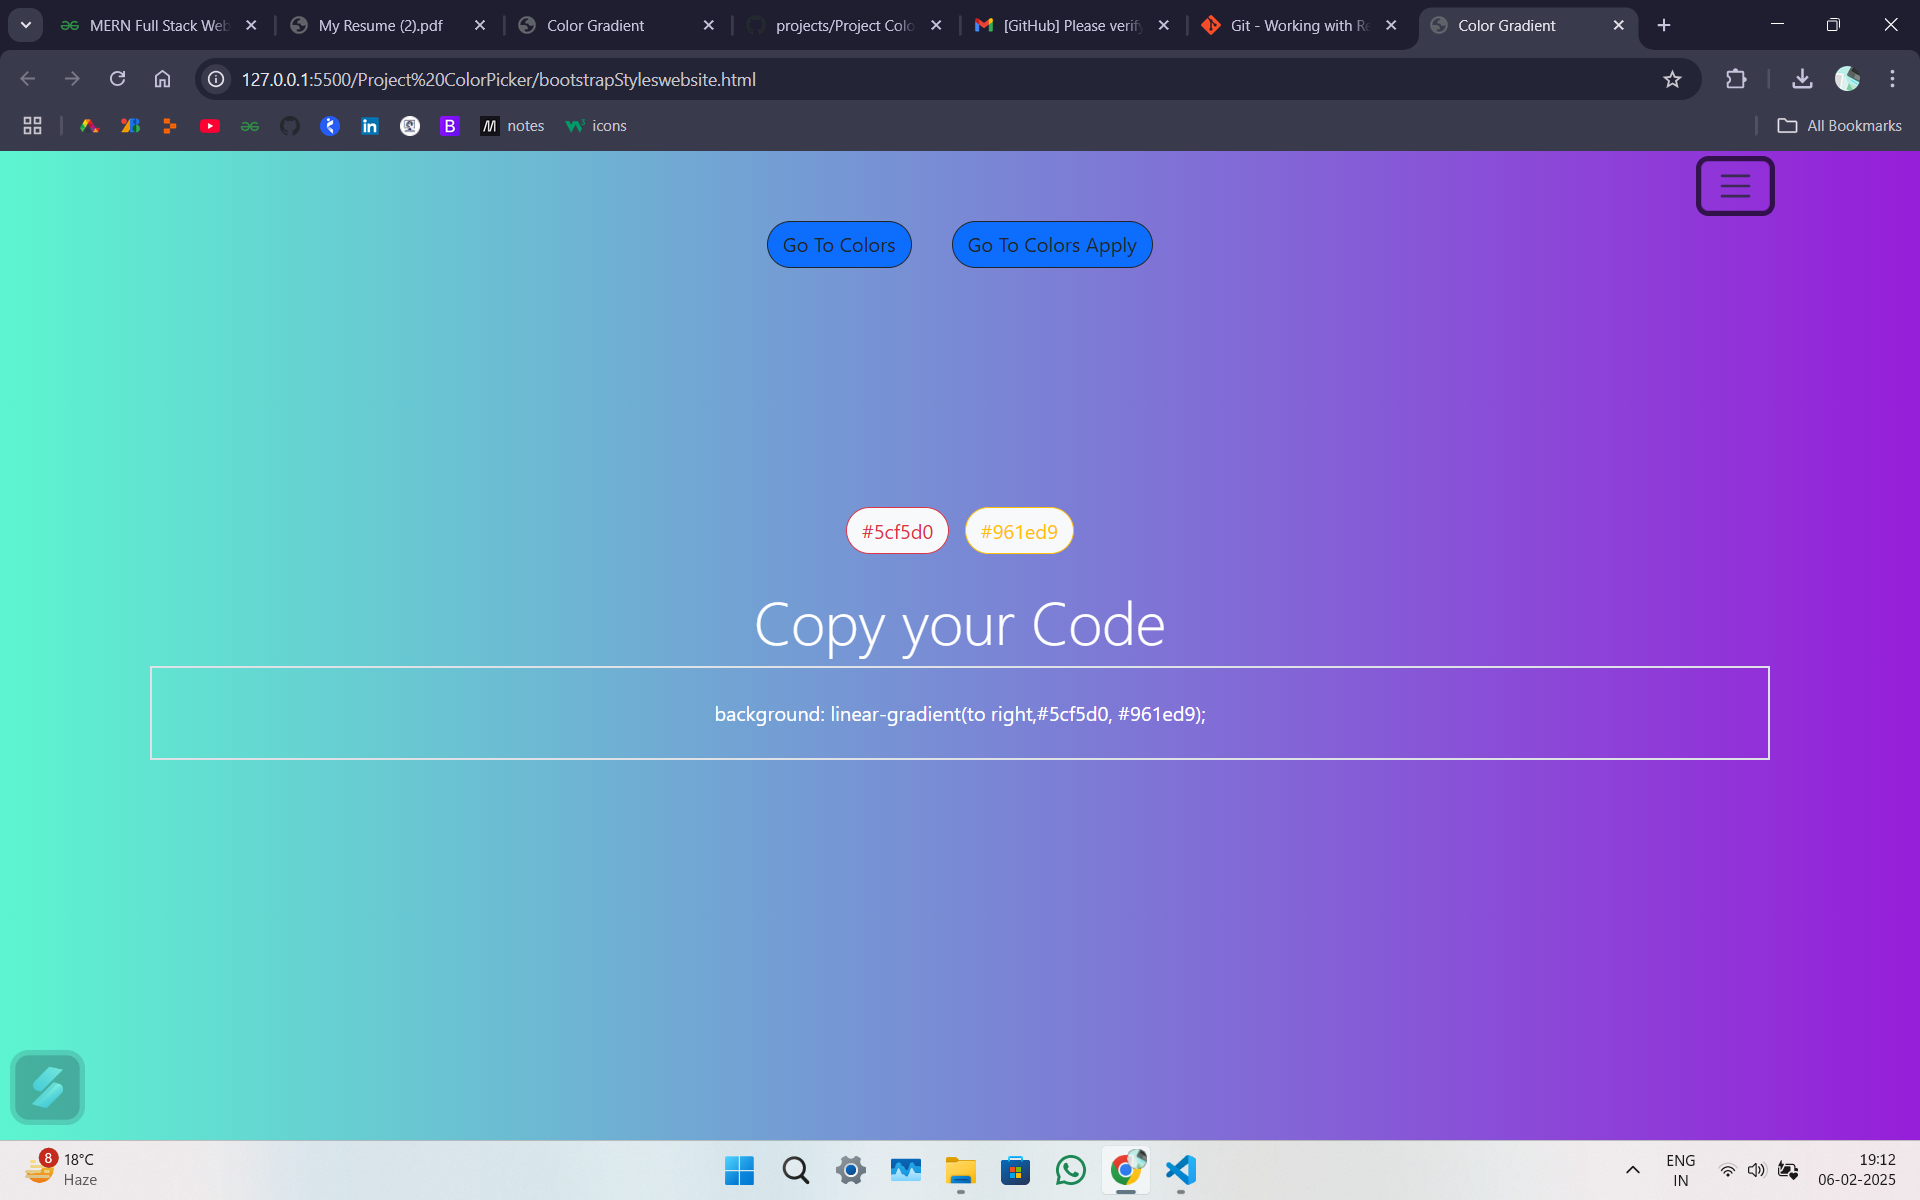 MERN Full Stack Web
My Resume (2).pdf
Color Gradient
projects/Project Colo
[GitHub] Please verify
Git - Working with Re
Color Gradient
127.0.0.1:5500/Project%20ColorPicker/bootstrapStyleswebsite.html
notes
icons
All Bookmarks
Go To Colors
Go To Colors Apply
#5cf5d0
#961ed9
Copy your Code
background: linear-gradient(to right,#5cf5d0, #961ed9);
8
18°C
Haze
ENG
IN
19:12
06-02-2025